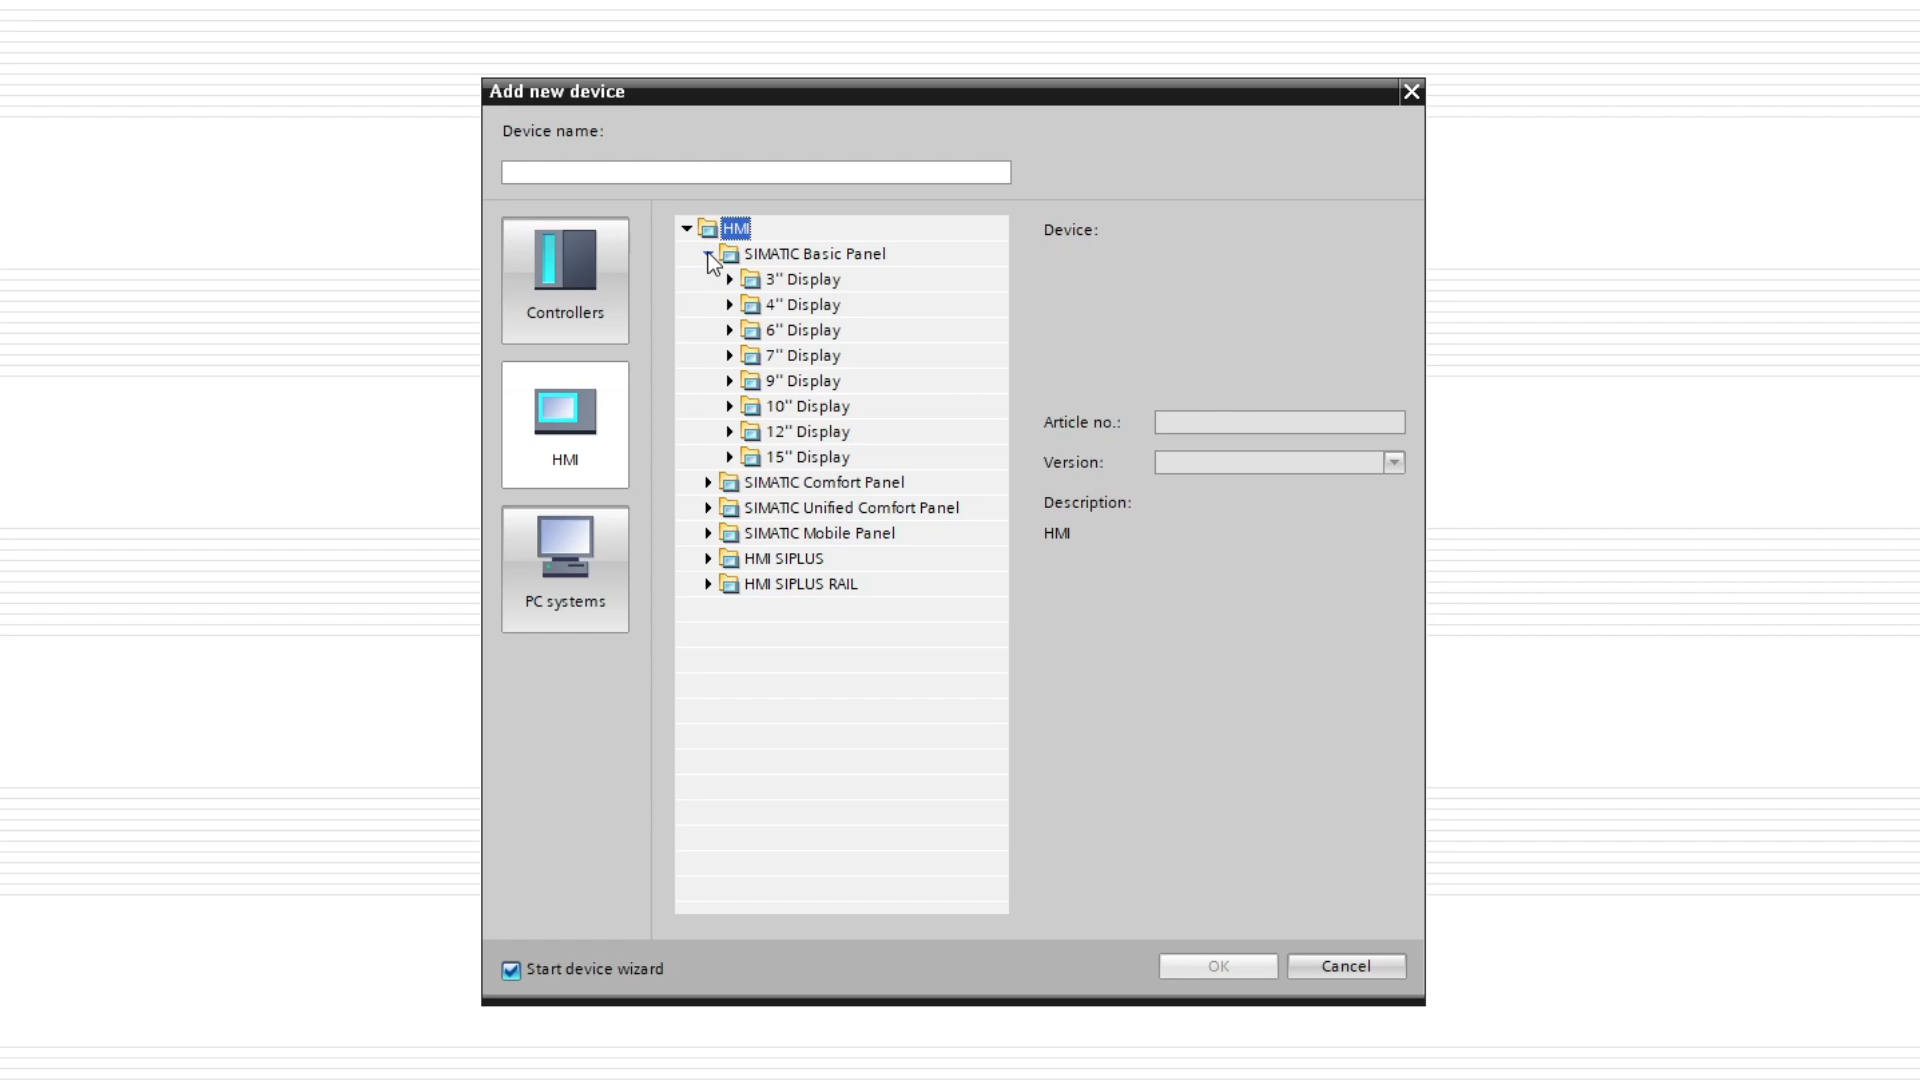 Add new device
Device name:
HMI
SIMATIC Basic Panel
3'' Display
4'' Display
6'' Display
7'' Display
9'' Display
10'' Display
12'' Display
15'' Display
SIMATIC Comfort Panel
SIMATIC Unified Comfort Panel
SIMATIC Mobile Panel
HMI SIPLUS
HMI SIPLUS RAIL
Controllers
HMI
PC systems
Device:
Article no.:
Version:
Description:
HMI
Start device wizard
OK
Cancel